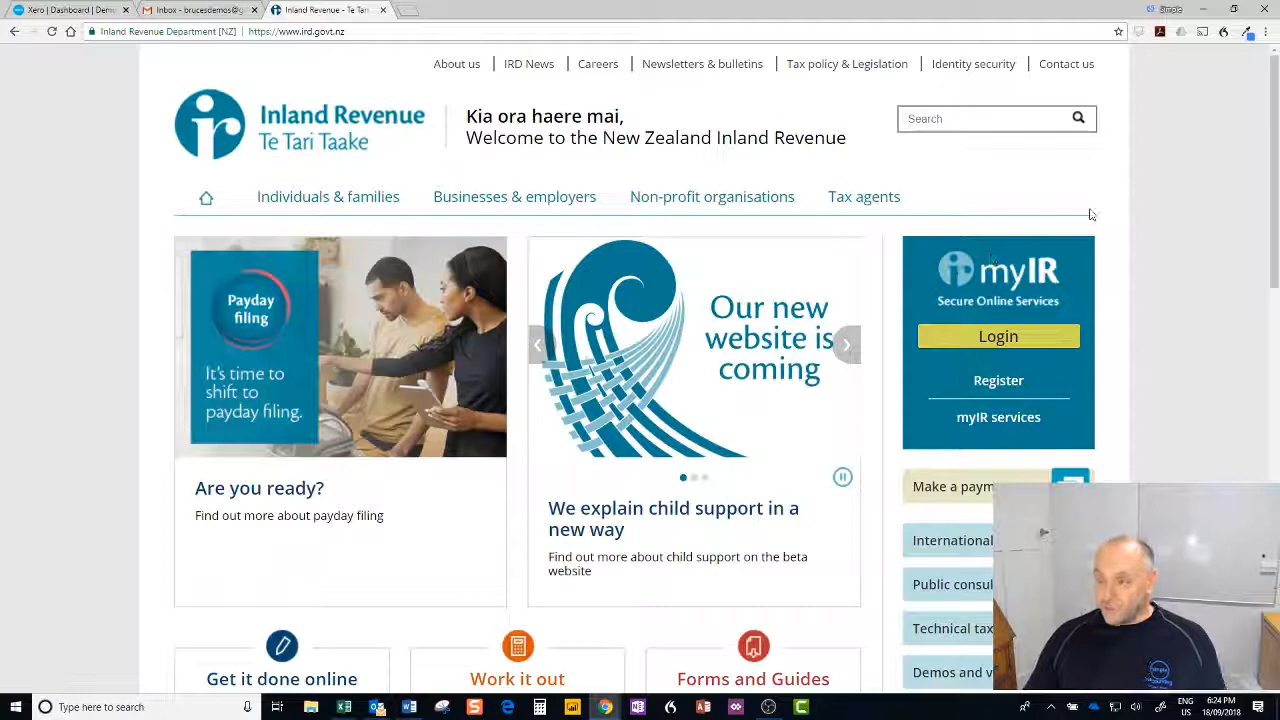 Xero | Dashboard | Demo
Inbox - brucesdemos@g
Inland Revenue - Te Tari
Simple
Inland Revenue Department [NZ]
https://www.ird.govt.nz
About us
IRD News
Careers
Newsletters & bulletins
Tax policy & Legislation
Identity security
Contact us
ir
Inland Revenue
Te Tari Taake
Kia ora haere mai,
Welcome to the New Zealand Inland Revenue
Search
Individuals & families
Businesses & employers
Non-profit organisations
Tax agents
Payday
filing
It's time to
shift to
payday filing.
Are you ready?
Find out more about payday filing
Our new
website is
coming
We explain child support in a
new way
Find out more about child support on the beta
website
myIR
Secure Online Services
Login
Register
myIR services
Make a paym
International
Public consul
Technical tax
Demos and v
Get it done online
Work it out
Forms and Guides
Type here to search
ENG
US
6:24 PM
18/09/2018